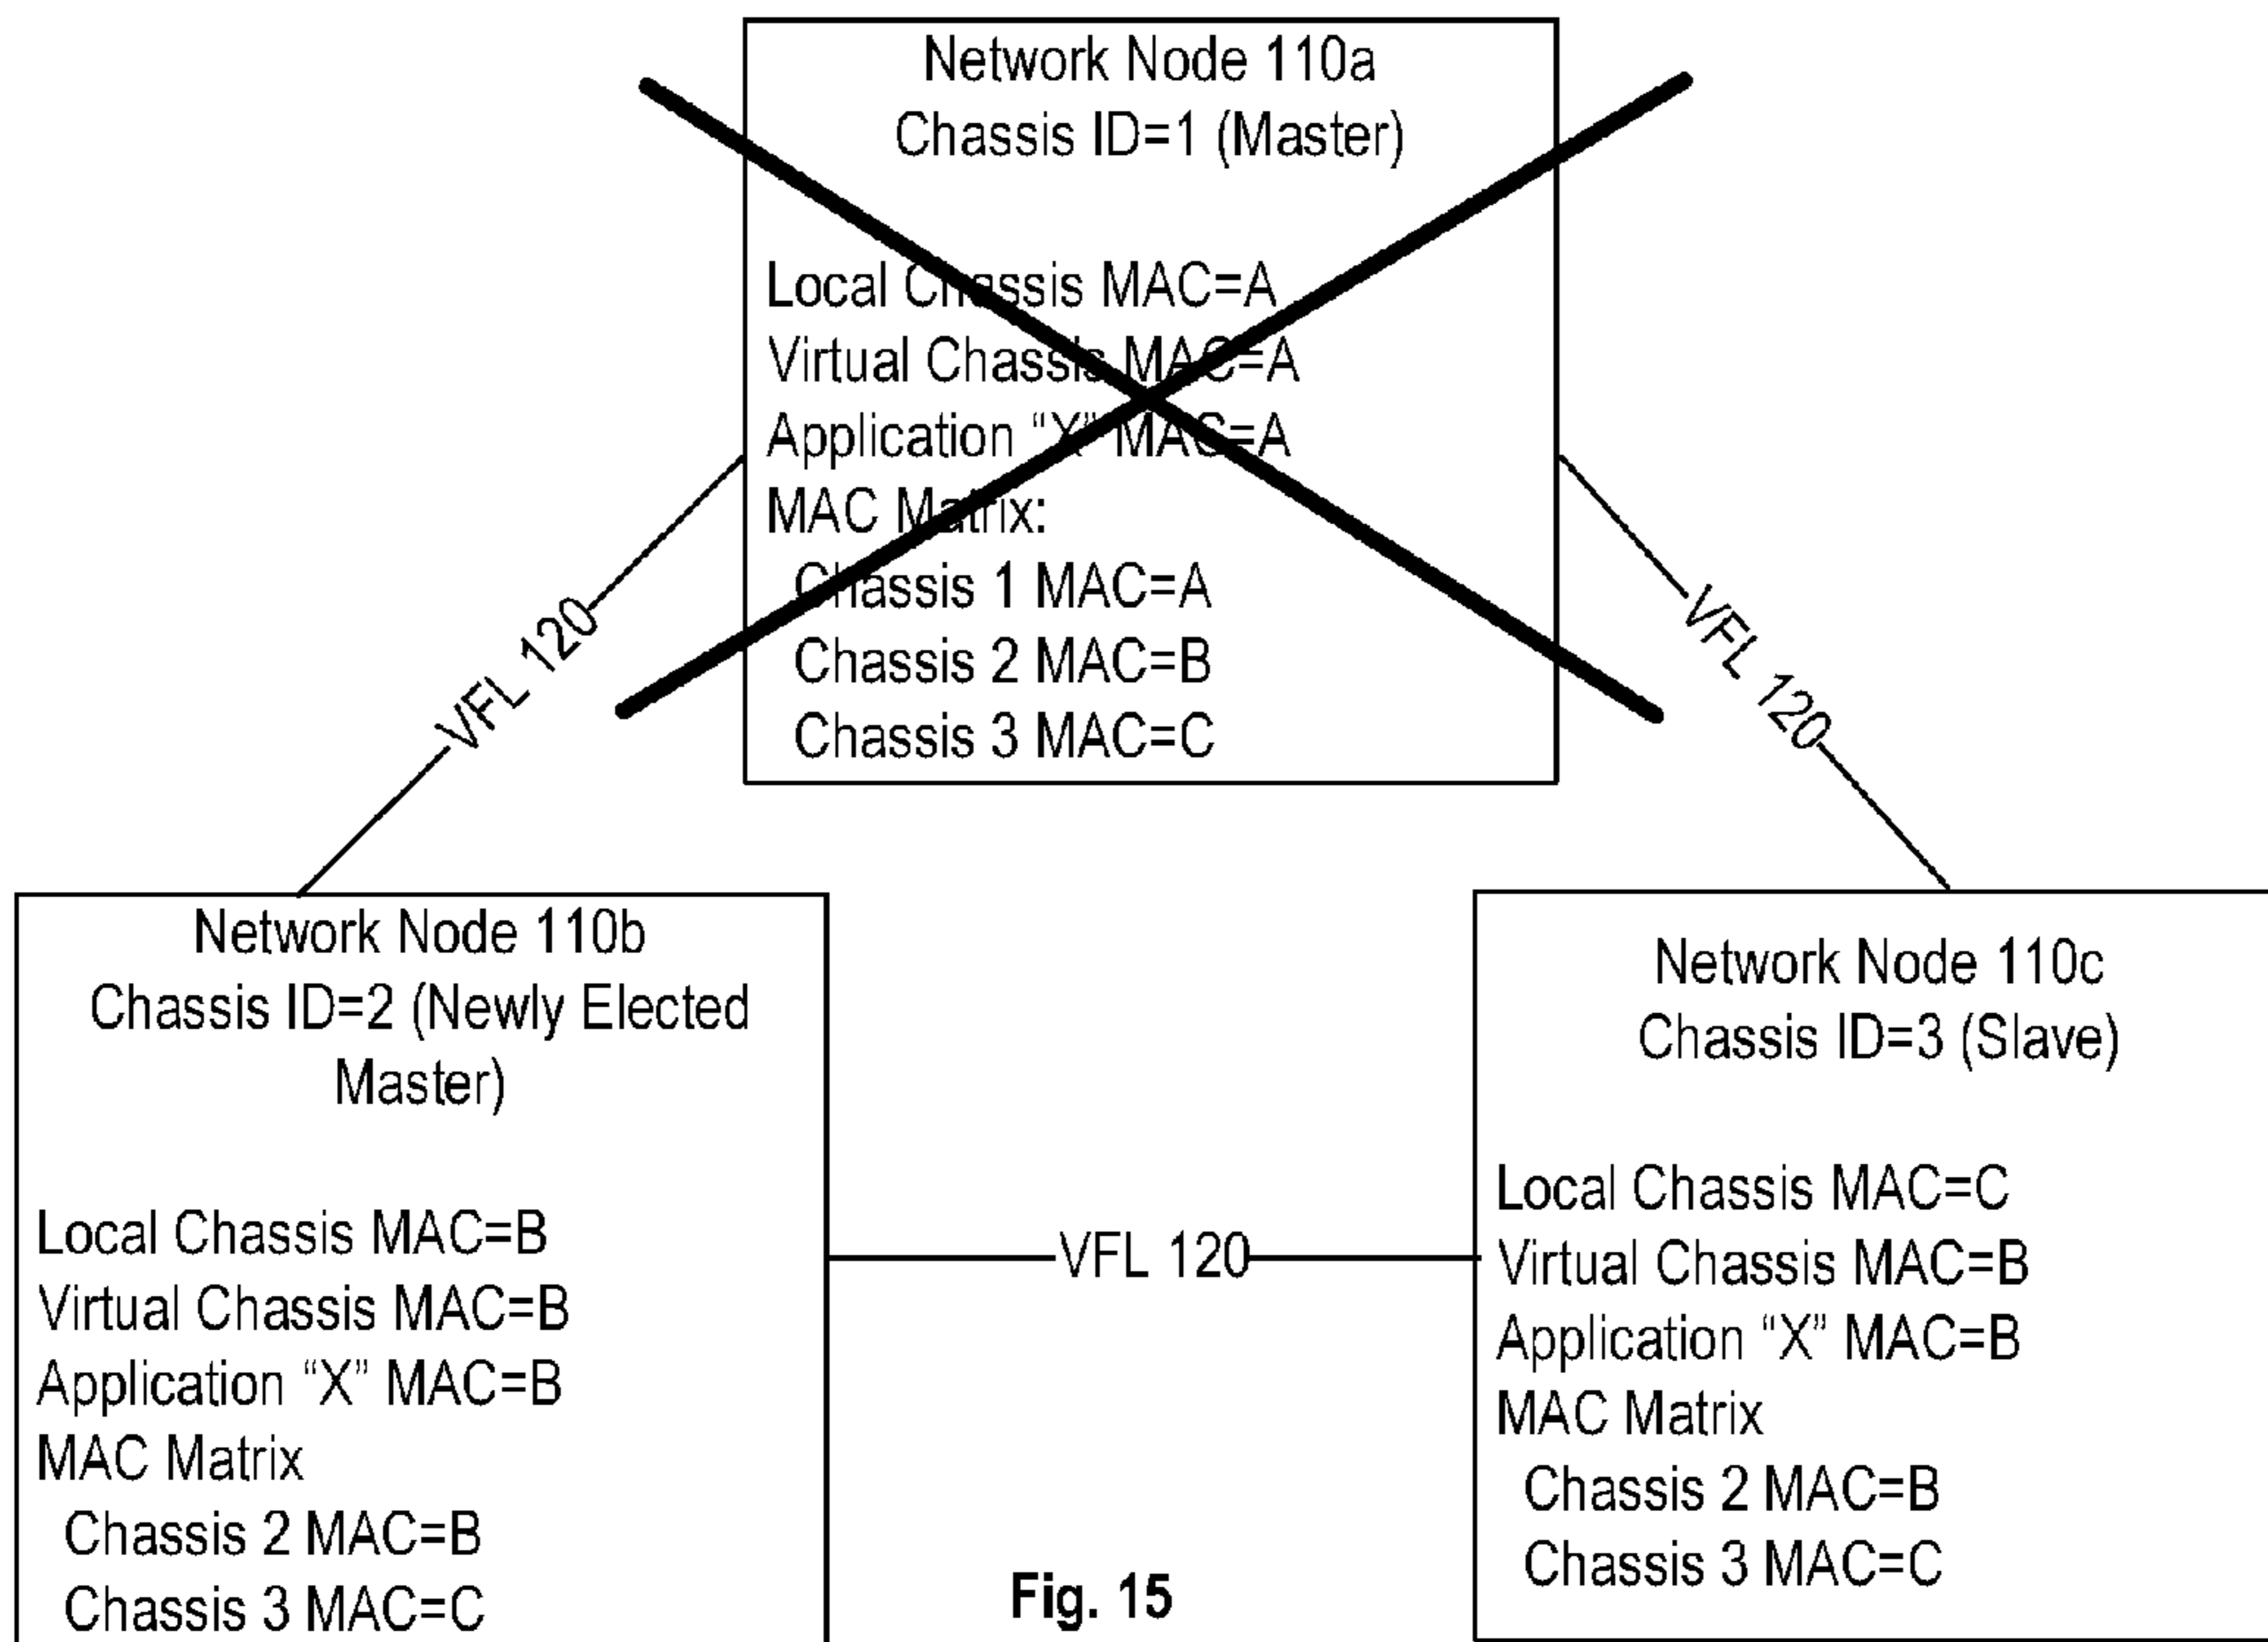 Network Node 110a
Chassis ID=1 (Master)
Local Chassis MAC=A
Virtual Chassis MAC=A
Application “X” MAC=A
MAC Matrix:
Chassis 1 MAC=A
Chassis 2 MAC=B
Chassis 3 MAC=C
VFL 120
VFL 120
Network Node 110b
Chassis ID=2 (Newly Elected
Master)
Local Chassis MAC=B
Virtual Chassis MAC=B
Application “X” MAC=B
MAC Matrix
Chassis 2 MAC=B
Chassis 3 MAC=C
VFL 120
Network Node 110c
Chassis ID=3 (Slave)
Local Chassis MAC=C
Virtual Chassis MAC=B
Application “X” MAC=B
MAC Matrix
Chassis 2 MAC=B
Chassis 3 MAC=C
Fig. 15